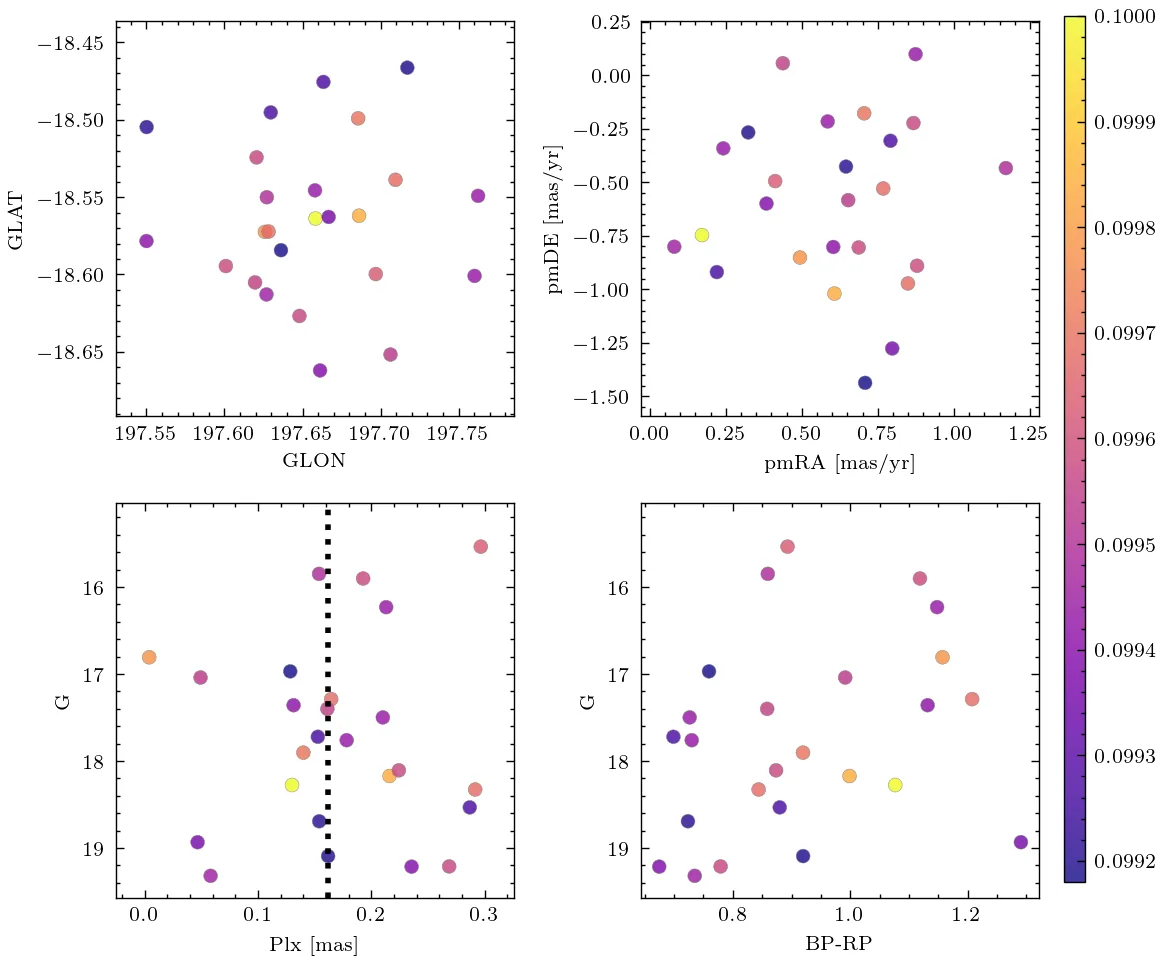 −18.45
−18.50
−18.55
−18.60
−18.65
GLAT
197.55 197.60 197.65 197.70 197.75
GLON
0.25
0.00
−0.25
−0.50
−0.75
−1.00
−1.25
−1.50
pmDE [mas/yr]
0.00 0.25 0.50 0.75 1.00 1.25
pmRA [mas/yr]
16
17
18
19
G
0.0 0.1 0.2 0.3
Plx [mas]
16
17
18
19
G
0.8 1.0 1.2
BP-RP
0.1000
0.0999
0.0998
0.0997
0.0996
0.0995
0.0994
0.0993
0.0992